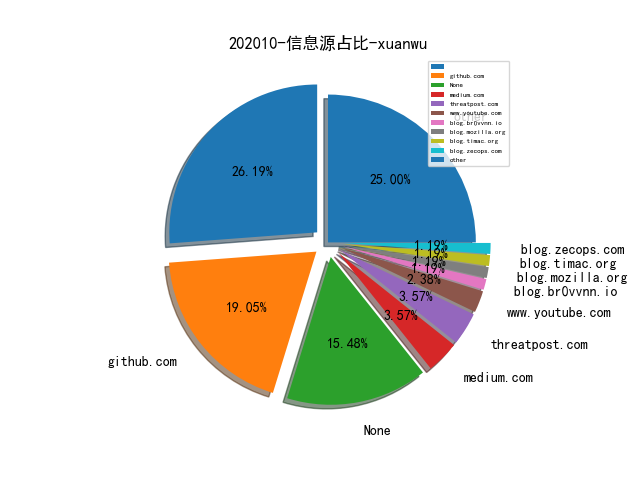 202010-信息源占比-xuanwu
github.com
None
medium.com
threatpost.com
www.youtube.com
blog.br0vvnn.io
blog.mozilla.org
blog.timac.org
blog.zecops.com
other
26.19%
25.00%
19.05%
15.48%
3.57%
3.57%
2.38%
1.19%
1.19%
1.19%
1.19%
blog.zecops.com
blog.timac.org
blog.mozilla.org
blog.br0vvnn.io
www.youtube.com
threatpost.com
medium.com
None
github.com